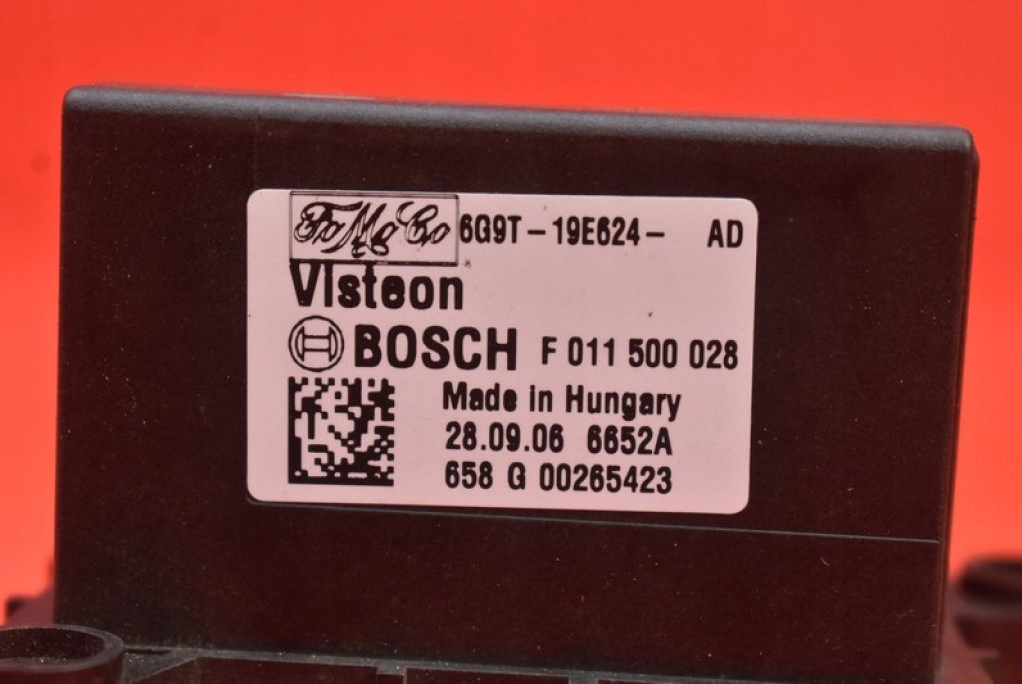 FoMoCo 6G9T-19E624- AD
Visteon
BOSCH F 011 500 028
Made in Hungary
28.09.06 6652A
658 G 00265423